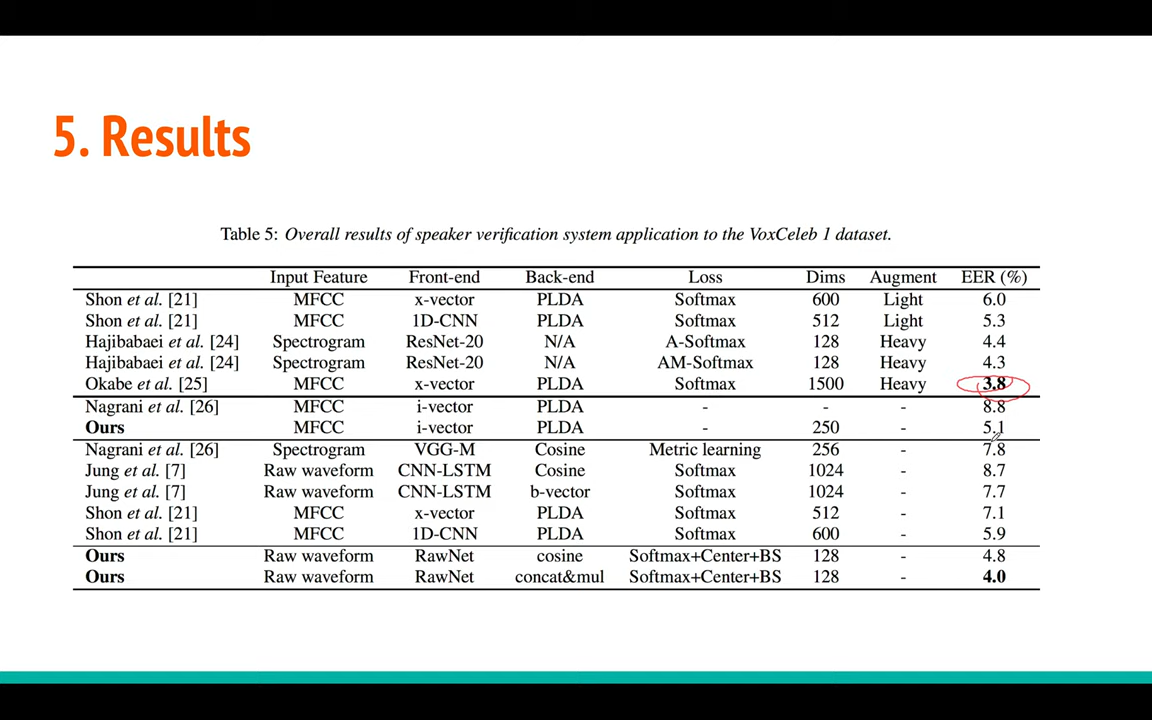 5. Results
Table 5: Overall results of speaker verification system application to the VoxCeleb 1 dataset.
Input Feature Front-end Back-end Loss Dims Augment EER (%)
Shon et al. [21] MFCC x-vector PLDA Softmax 600 Light 6.0
Shon et al. [21] MFCC 1D-CNN PLDA Softmax 512 Light 5.3
Hajibabaei et al. [24] Spectrogram ResNet-20 N/A A-Softmax 128 Heavy 4.4
Hajibabaei et al. [24] Spectrogram ResNet-20 N/A AM-Softmax 128 Heavy 4.3
Okabe et al. [25] MFCC x-vector PLDA Softmax 1500 Heavy 3.8
Nagrani et al. [26] MFCC i-vector PLDA - - - 8.8
Ours MFCC i-vector PLDA - 250 - 5.1
Nagrani et al. [26] Spectrogram VGG-M Cosine Metric learning 256 - 7.8
Jung et al. [7] Raw waveform CNN-LSTM Cosine Softmax 1024 - 8.7
Jung et al. [7] Raw waveform CNN-LSTM b-vector Softmax 1024 - 7.7
Shon et al. [21] MFCC x-vector PLDA Softmax 512 - 7.1
Shon et al. [21] MFCC 1D-CNN PLDA Softmax 600 - 5.9
Ours Raw waveform RawNet cosine Softmax+Center+BS 128 - 4.8
Ours Raw waveform RawNet concat&mul Softmax+Center+BS 128 - 4.0